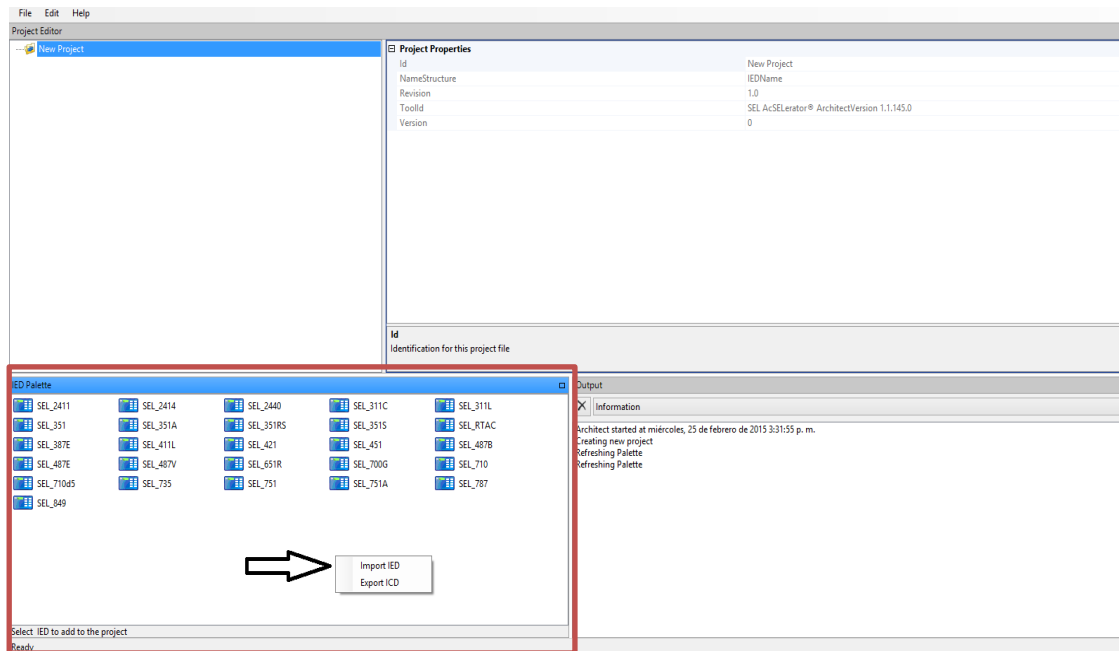 File Edit Help
Project Editor
New Project
Project Properties
Id New Project
NameStructure IEDName
Revision 1.0
ToolId SEL AcSELerator® ArchitectVersion 1.1.145.0
Version 0
Id
Identification for this project file
IED Palette
SEL_2411 SEL_2414 SEL_2440 SEL_311C SEL_311L
SEL_351 SEL_351A SEL_351RS SEL_351S SEL_RTAC
SEL_387E SEL_411L SEL_421 SEL_451 SEL_487B
SEL_487E SEL_487V SEL_651R SEL_700G SEL_710
SEL_710d5 SEL_735 SEL_751 SEL_751A SEL_787
SEL_849
Import IED
Export ICD
Select IED to add to the project
Ready
Output
Information
Architect started at miércoles, 25 de febrero de 2015 3:31:55 p. m.
Creating new project
Refreshing Palette
Refreshing Palette